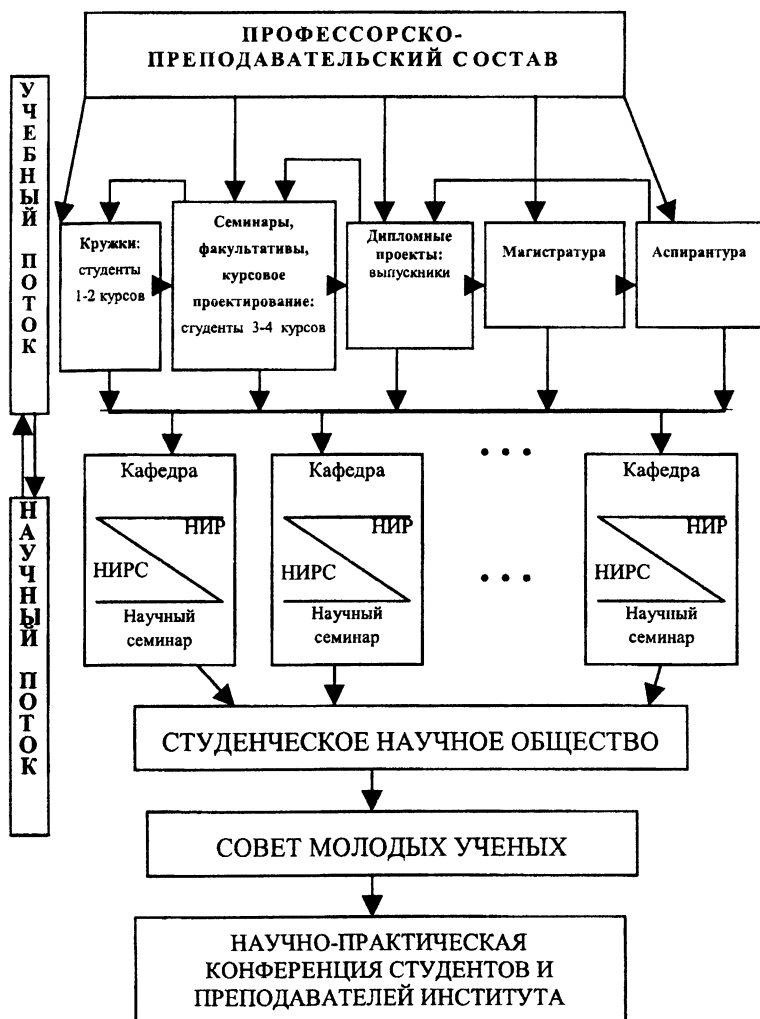 ПРОФЕССОРСКО-
ПРЕПОДАВАТЕЛЬСКИЙ СОСТАВ
УЧЕБНЫЙ ПОТОК
Кружки:
студенты
1-2 курсов
Семинары,
факультативы,
курсовое
проектирование:
студенты 3-4 курсов
Дипломные
проекты:
выпускники
Магистратура
Аспирантура
НАУЧНЫЙ ПОТОК
Кафедра
НИР
НИРС
Научный
семинар
Кафедра
НИР
НИРС
Научный
семинар
• • •
• • •
Кафедра
НИР
НИРС
Научный
семинар
СТУДЕНЧЕСКОЕ НАУЧНОЕ ОБЩЕСТВО
СОВЕТ МОЛОДЫХ УЧЕНЫХ
НАУЧНО-ПРАКТИЧЕСКАЯ
КОНФЕРЕНЦИЯ СТУДЕНТОВ И
ПРЕПОДАВАТЕЛЕЙ ИНСТИТУТА